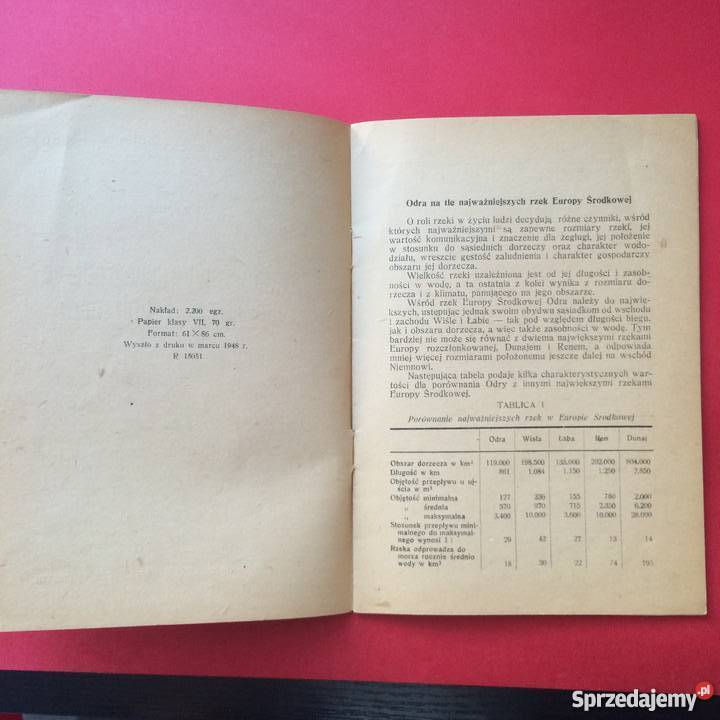 Nakład: 2.200 egz.
Papier klasy VII, 70 gr.
Format: 61×86 cm.
Wyszło z druku w marcu 1948 r.
R 15051
Odra na tle najważniejszych rzek Europy Środkowej
O roli rzeki w życiu ludzi decydują różne czynniki, wśród
których najważniejszymi są zapewne rozmiary rzeki, jej
wartość komunikacyjna i znaczenie dla żeglugi, jej położenie
w stosunku do sąsiednich dorzeczy oraz charakter wodo-
działu, wreszcie gęstość zaludnienia i charakter gospodarczy
obszaru jej dorzecza.
Wielkość rzeki uzależniona jest od jej długości i zasobno-
ści w wodę, a ta ostatnia z kolei wynika z rozmiaru do-
rzecza i z klimatu, panującego na jego obszarze.
Wśród rzek Europy Środkowej Odra należy do najwięk-
szych, ustępując jednak swoim obydwu sąsiadkom od wschodu
i zachodu Wiśle i Łabie — tak pod względem długości biegu,
jak i obszaru dorzecza, a więc także zasobności w wodę. Tym
bardziej nie może się równać z dwiema największymi rzekami
Europy rozczłonkowanej, Dunajem i Renem, a odpowiada
mniej więcej rozmiarami położonemu jeszcze dalej na wschód
Niemnowi.
Następująca tabela podaje kilka charakterystycznych war-
tości dla porównania Odry z innymi największymi rzekami
Europy Środkowej.
TABLICA I
Porównanie najważniejszych rzek w Europie Środkowej
Odra Wisła Łaba Ren Dunaj
Obszar dorzecza w km² 119.000 198.500 202.000 804.000
Długość w km 861 1.084 1.150 1.250 2.850
Objętość przepływu u uj-
ścia w m³
Objętość minimalna 127 236 155 780 2.000
„ średnia 570 970 715 2.330 6.200
„ maksymalna 3.400 10.000 3.600 10.000 28.000
Stosunek przepływu mini-
malnego do maksymal-
nego wynosi 1 : 29 42 27 13 14
Rzeka odprowadza do
morza rocznie średnio
wody w km³ 18 30 22 74 195
Sprzedajemy.pl